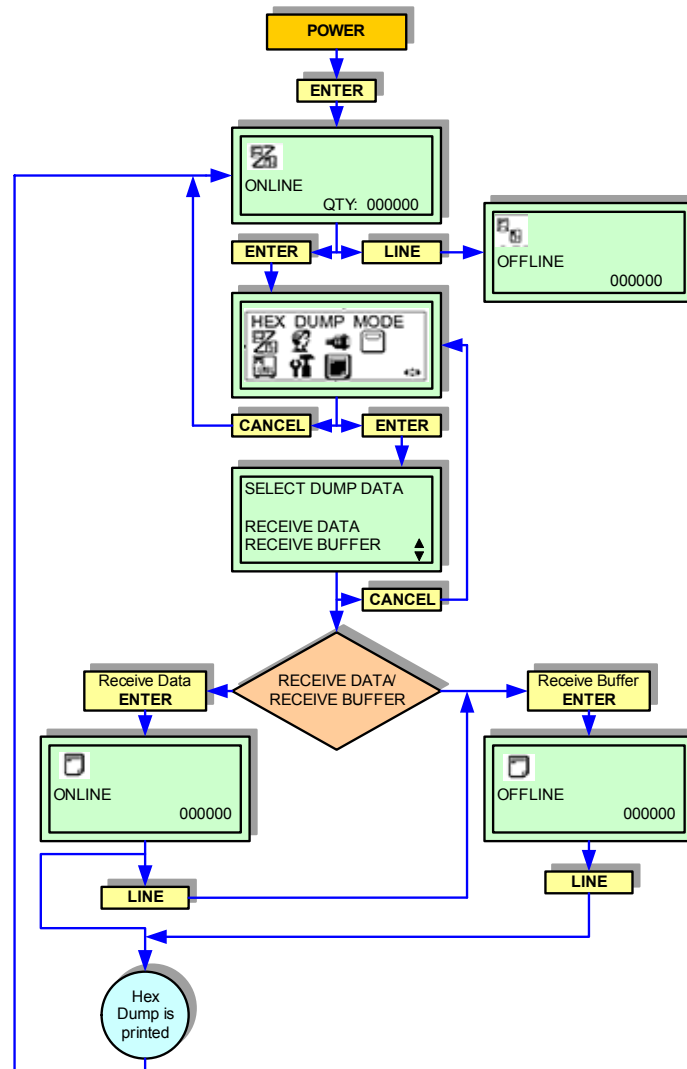 POWER
ENTER
ONLINE
QTY: 000000
ENTER
LINE
OFFLINE
000000
HEX DUMP MODE
CANCEL
ENTER
SELECT DUMP DATA
RECEIVE DATA
RECEIVE BUFFER
CANCEL
RECEIVE DATA/
RECEIVE BUFFER
Receive Data
ENTER
Receive Buffer
ENTER
ONLINE
000000
OFFLINE
000000
LINE
LINE
Hex
Dump is
printed